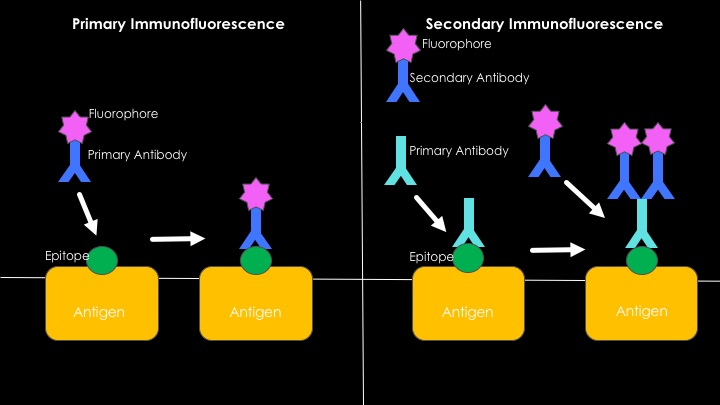 Primary Immunofluorescence
Fluorophore
Primary Antibody
Epitope
Antigen
Antigen
Secondary Immunofluorescence
Fluorophore
Secondary Antibody
Primary Antibody
Epitope
Antigen
Antigen